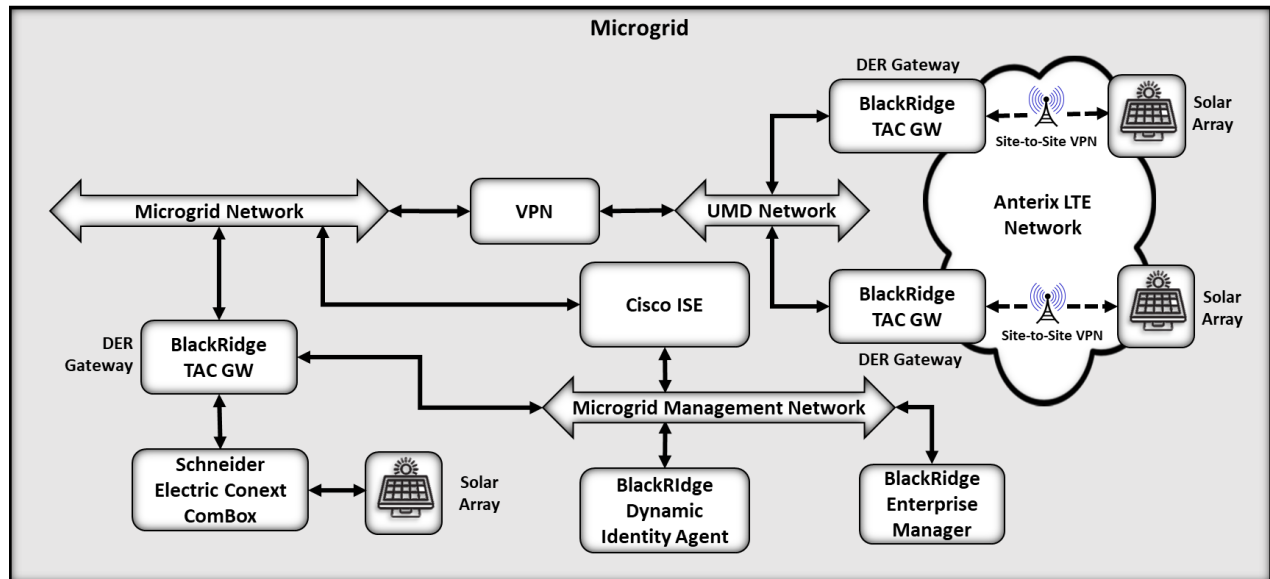 Microgrid
DER Gateway
BlackRidge
TAC GW
Site-to-Site VPN
Solar
Array
Microgrid Network
VPN
UMD Network
Anterix LTE
Network
Cisco ISE
BlackRidge
TAC GW
DER Gateway
Site-to-Site VPN
Solar
Array
DER
Gateway
BlackRidge
TAC GW
Microgrid Management Network
Schneider
Electric Conext
ComBox
Solar
Array
BlackRIdge
Dynamic
Identity Agent
BlackRidge
Enterprise
Manager